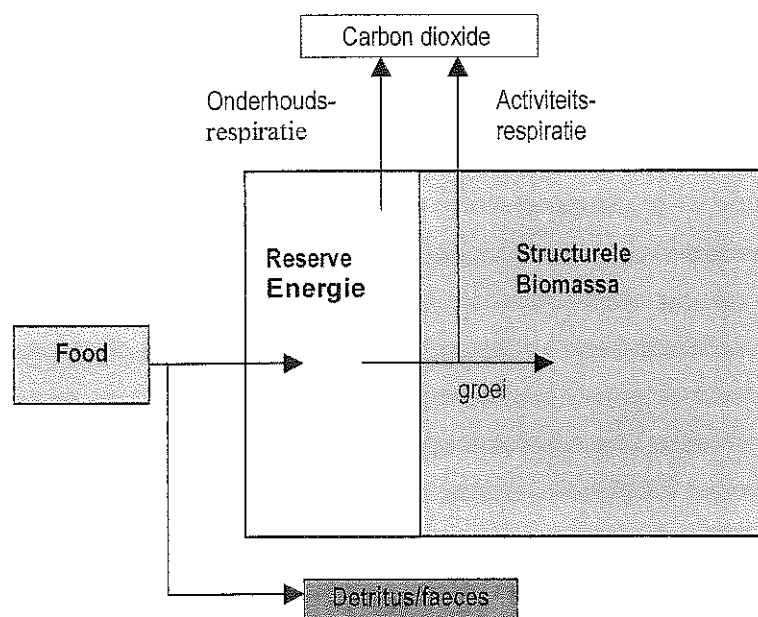 Carbon dioxide
Onderhouds-
respiratie
Activiteits-
respiratie
Reserve
Energie
Structurele
Biomassa
Food
groei
Detritus/faeces